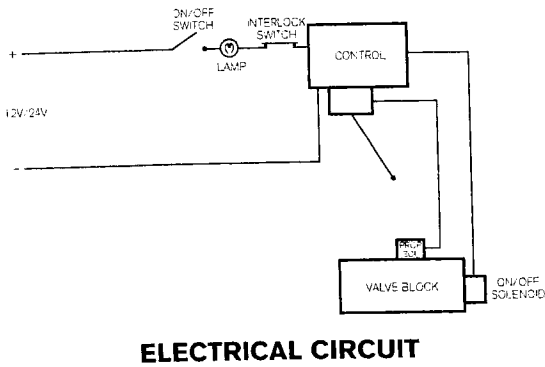 ON/OFF
SWITCH
INTERLOCK
SWITCH
+
LAMP
CONTROL
12V/24V
-
PROP
SOL
VALVE BLOCK
ON/OFF
SOLENOID
ELECTRICAL CIRCUIT